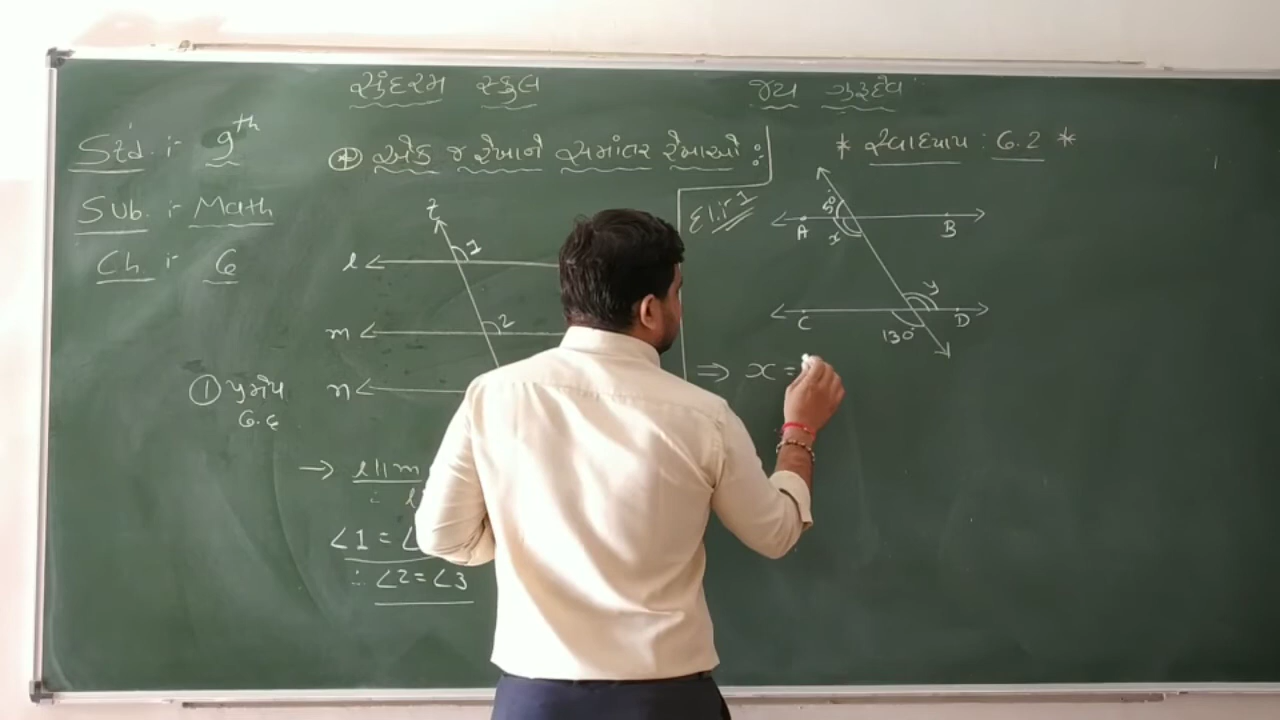 સુંદરમ સ્કુલ
જય ગુરૂદેવ
Std. :- 9th
Sub. :- Math
Ch :- 6
* એક જ રેખાને સમાંતર રેખાઓ :
t
l 1
m 2
n
① પ્રમેય
6.6
→ l || m
∠1 = ∠
∴ ∠2 = ∠3
* સ્વાધ્યાય : 6.2 *
5°
A x B
y
C D
130°
⇒ x =